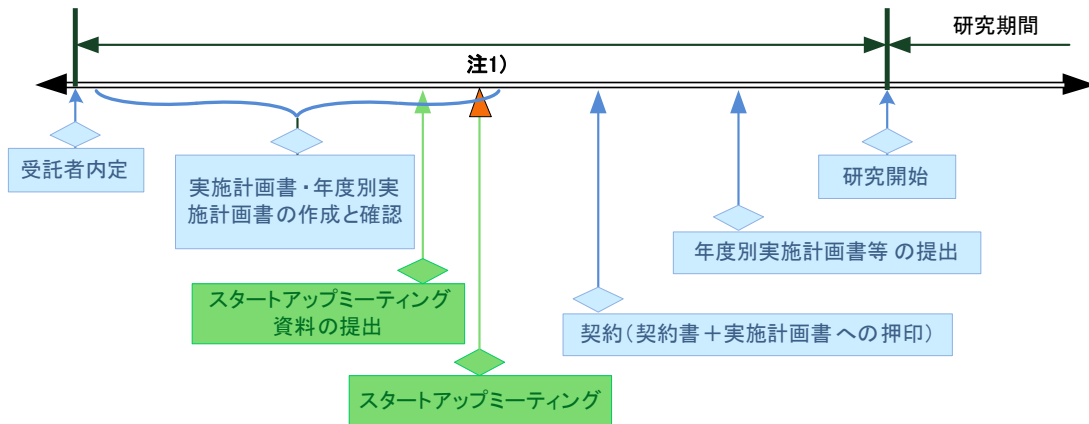 研究期間
注1)
受託者内定
実施計画書・年度別実
施計画書の作成と確認
研究開始
年度別実施計画書等 の提出
スタートアップミーティング
資料の提出
契約(契約書+実施計画書 への押印)
スタートアップミーティング